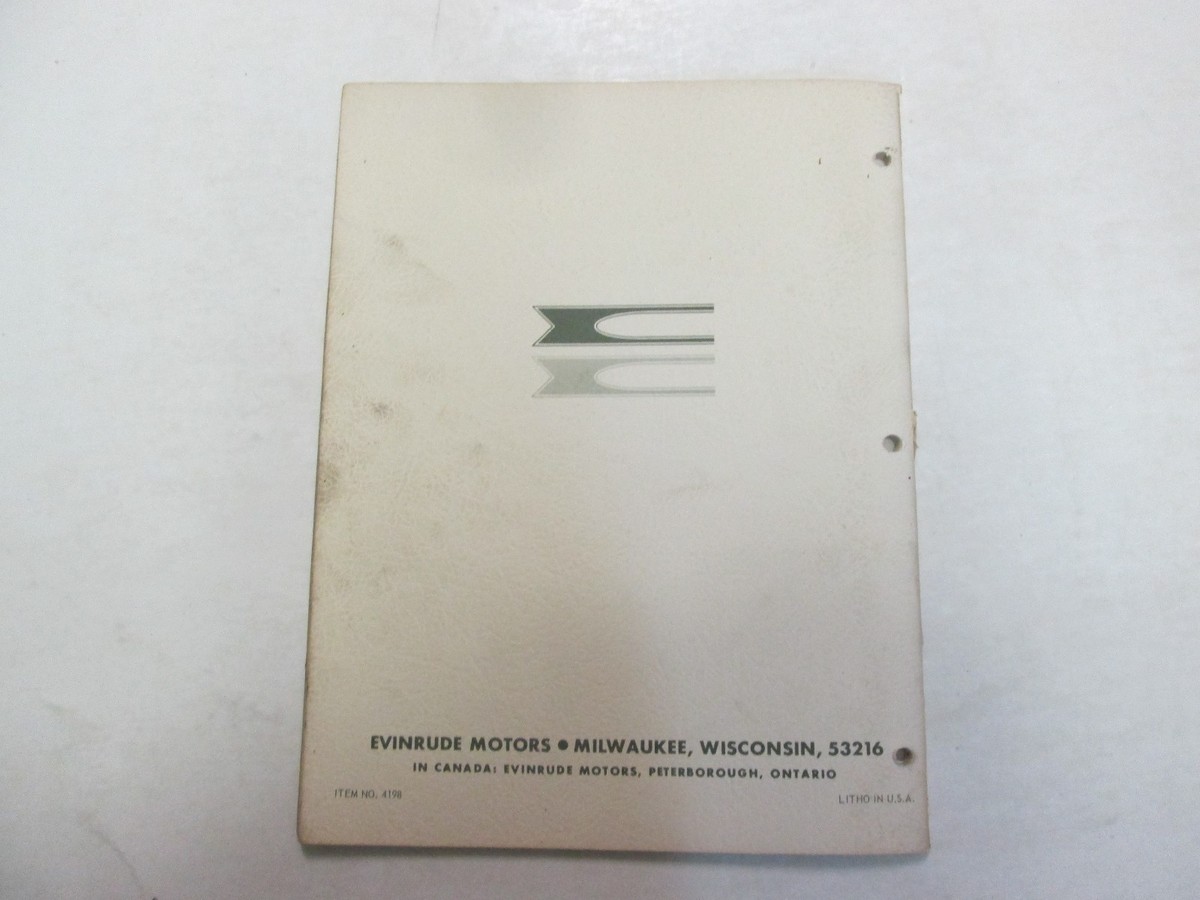 EVINRUDE MOTORS ● MILWAUKEE, WISCONSIN, 53216
IN CANADA: EVINRUDE MOTORS, PETERBOROUGH, ONTARIO
ITEM NO. 4198
LITHO IN U.S.A.